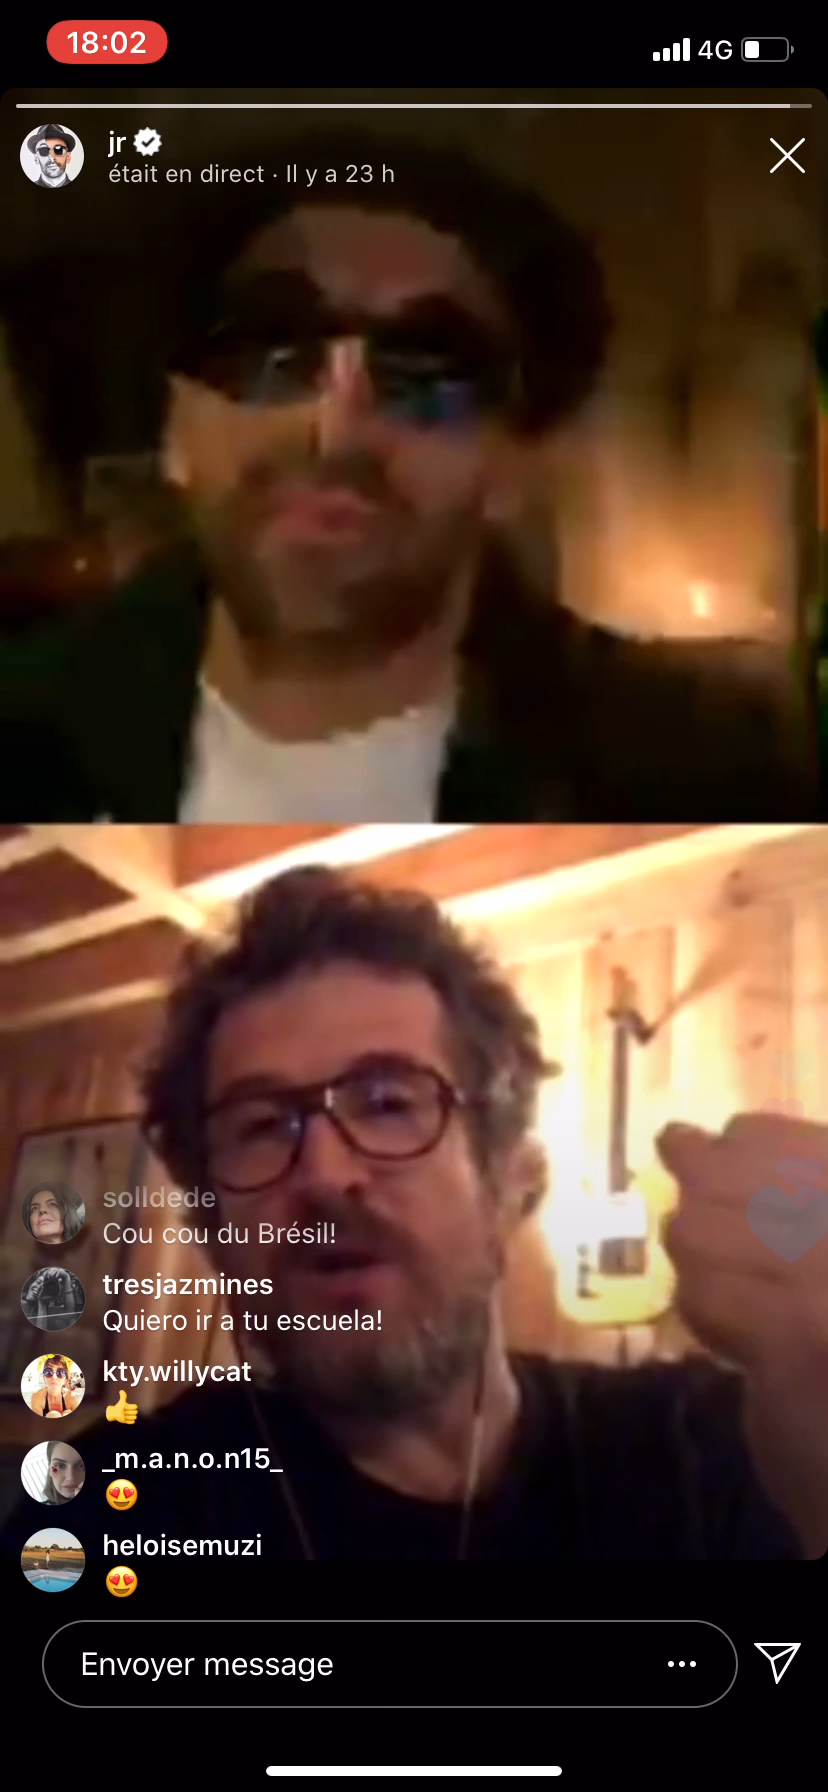 18:02
4G
jr
était en direct · Il y a 23 h
solldede
Cou cou du Brésil!
tresjazmines
Quiero ir a tu escuela!
kty.willycat
👍
_m.a.n.o.n15_
😍
heloisemuzi
😍
Envoyer message